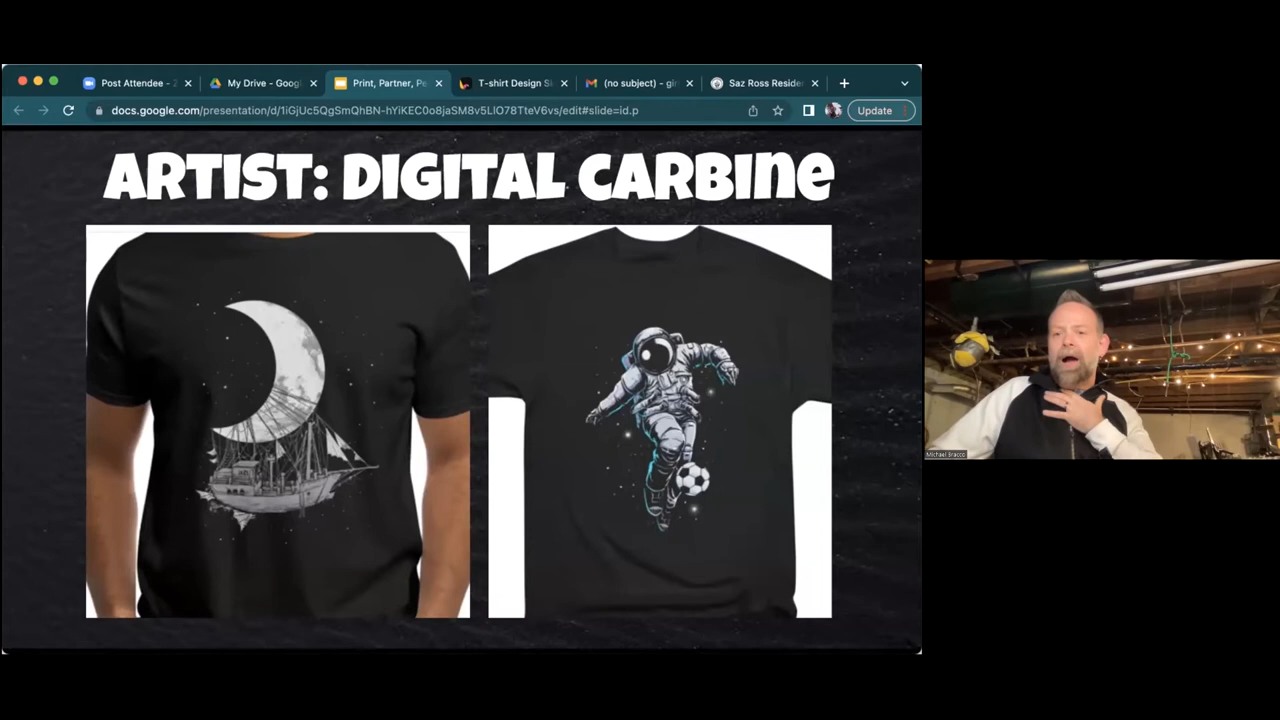 Post Attendee - 2
My Drive - Goog
Print, Partner, Pe
T-shirt Design S
(no subject) - gi
Saz Ross Reside
docs.google.com/presentation/d/1iGjUc5QgSmQhBN-hYiKEC0o8jaSM8v5LIO78TteV6vs/edit#slide=id.p
Update
ARTIST: DIGITAL CARBINE
Michael Bracco